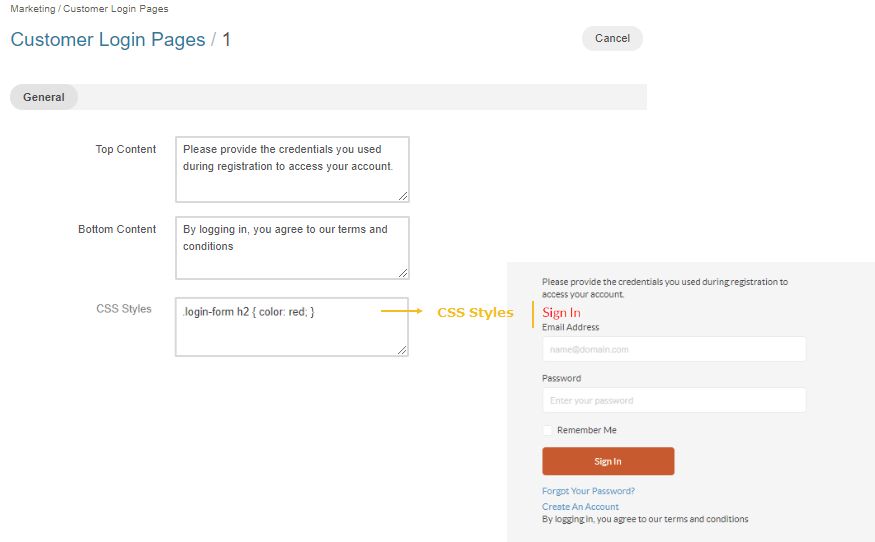 Marketing / Customer Login Pages
Customer Login Pages / 1
Cancel
General
Top Content
Please provide the credentials you used
during registration to access your account.
Bottom Content
By logging in, you agree to our terms and
conditions
CSS Styles
.login-form h2 { color: red; }
CSS Styles
Please provide the credentials you used during registration to
access your account.
Sign In
Email Address
name@domain.com
Password
Enter your password
Remember Me
Sign In
Forgot Your Password?
Create An Account
By logging in, you agree to our terms and conditions